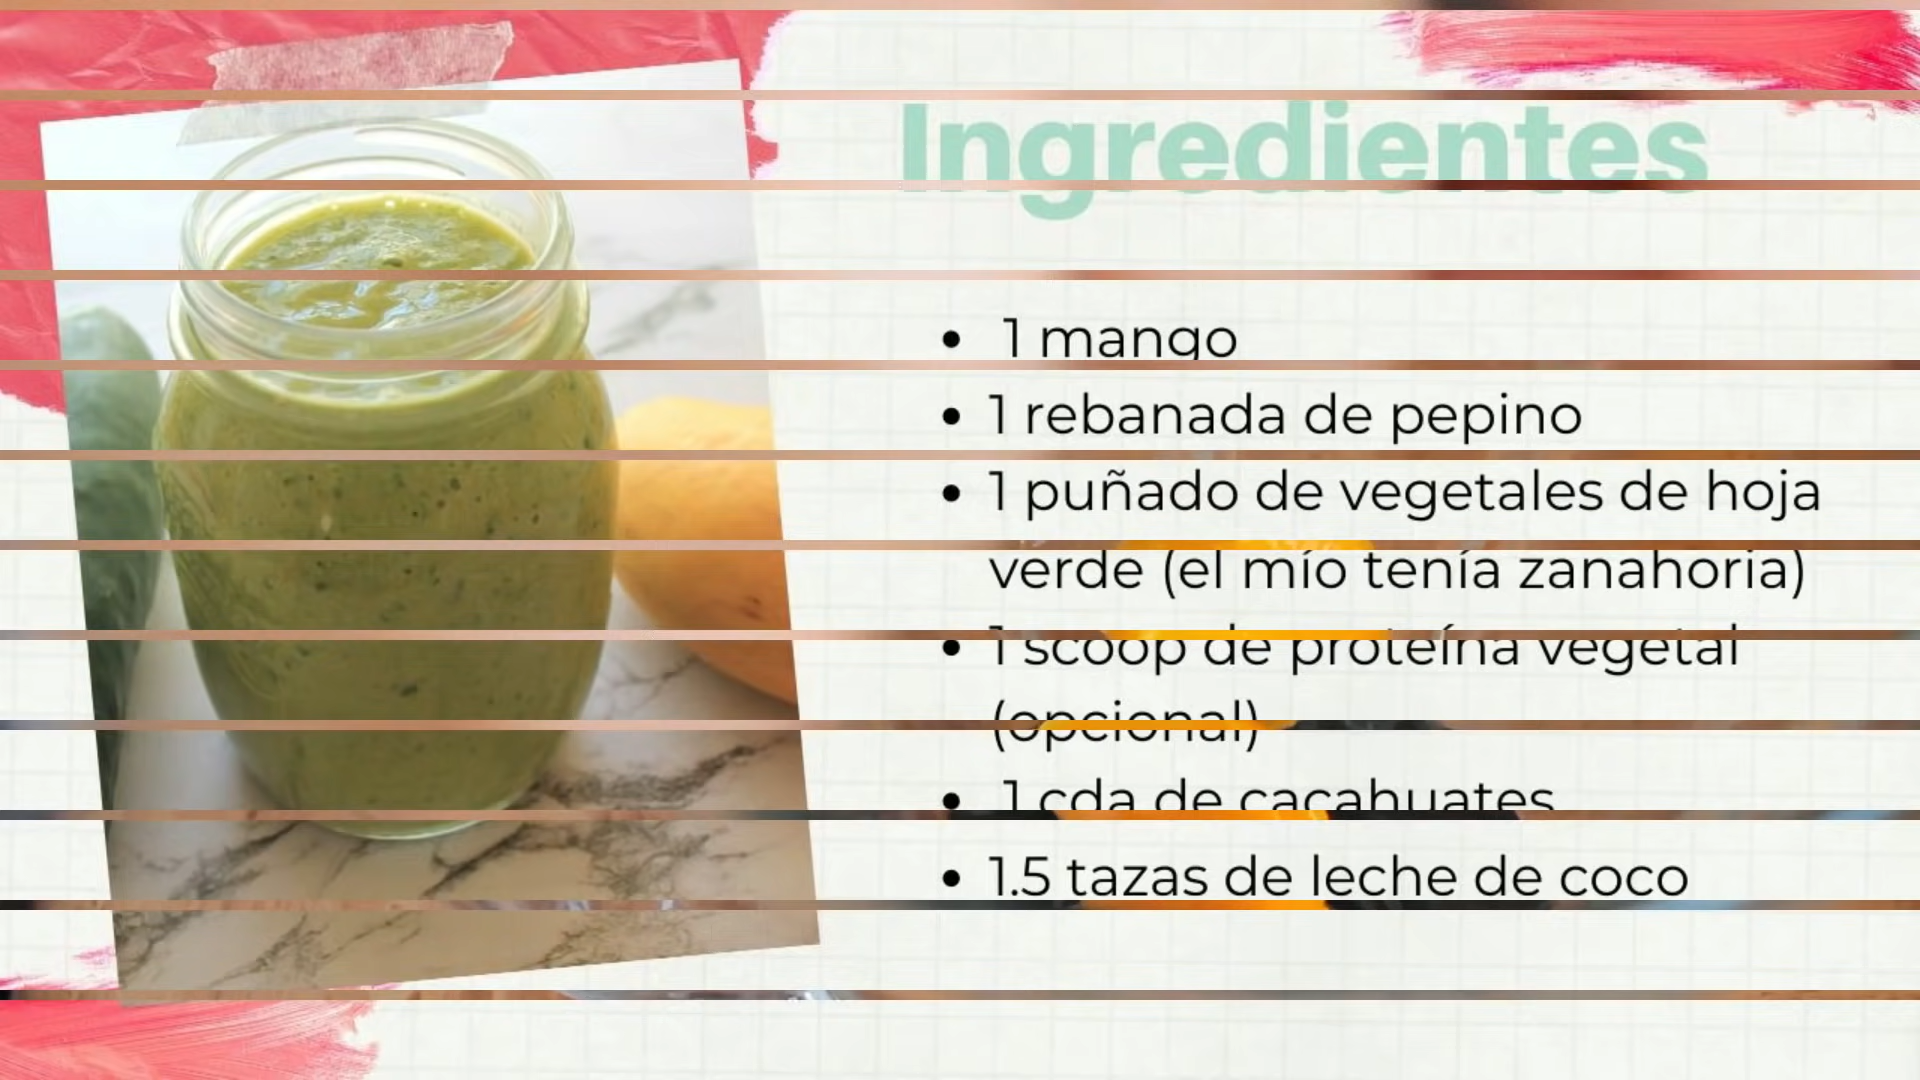 Ingredientes
• 1 mango
• 1 rebanada de pepino
• 1 puñado de vegetales de hoja
verde (el mío tenía zanahoria)
• 1 scoop de proteína vegetal
(opcional)
• 1 cda de cacahuates
• 1.5 tazas de leche de coco